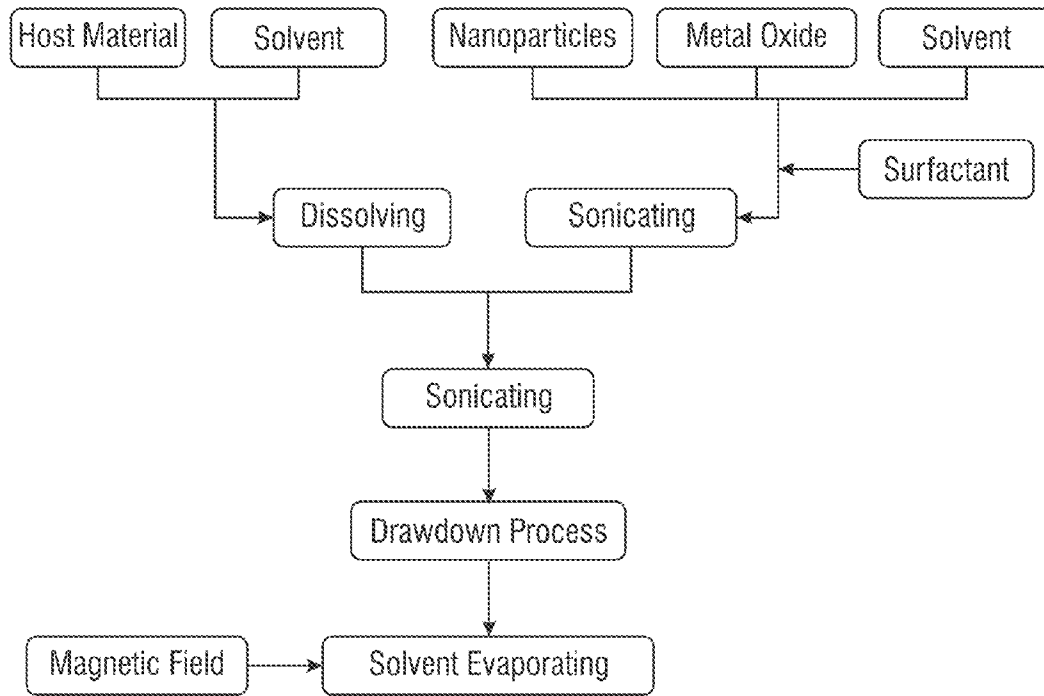 Host Material
Solvent
Nanoparticles
Metal Oxide
Solvent
Surfactant
Dissolving
Sonicating
Sonicating
Drawdown Process
Magnetic Field
Solvent Evaporating